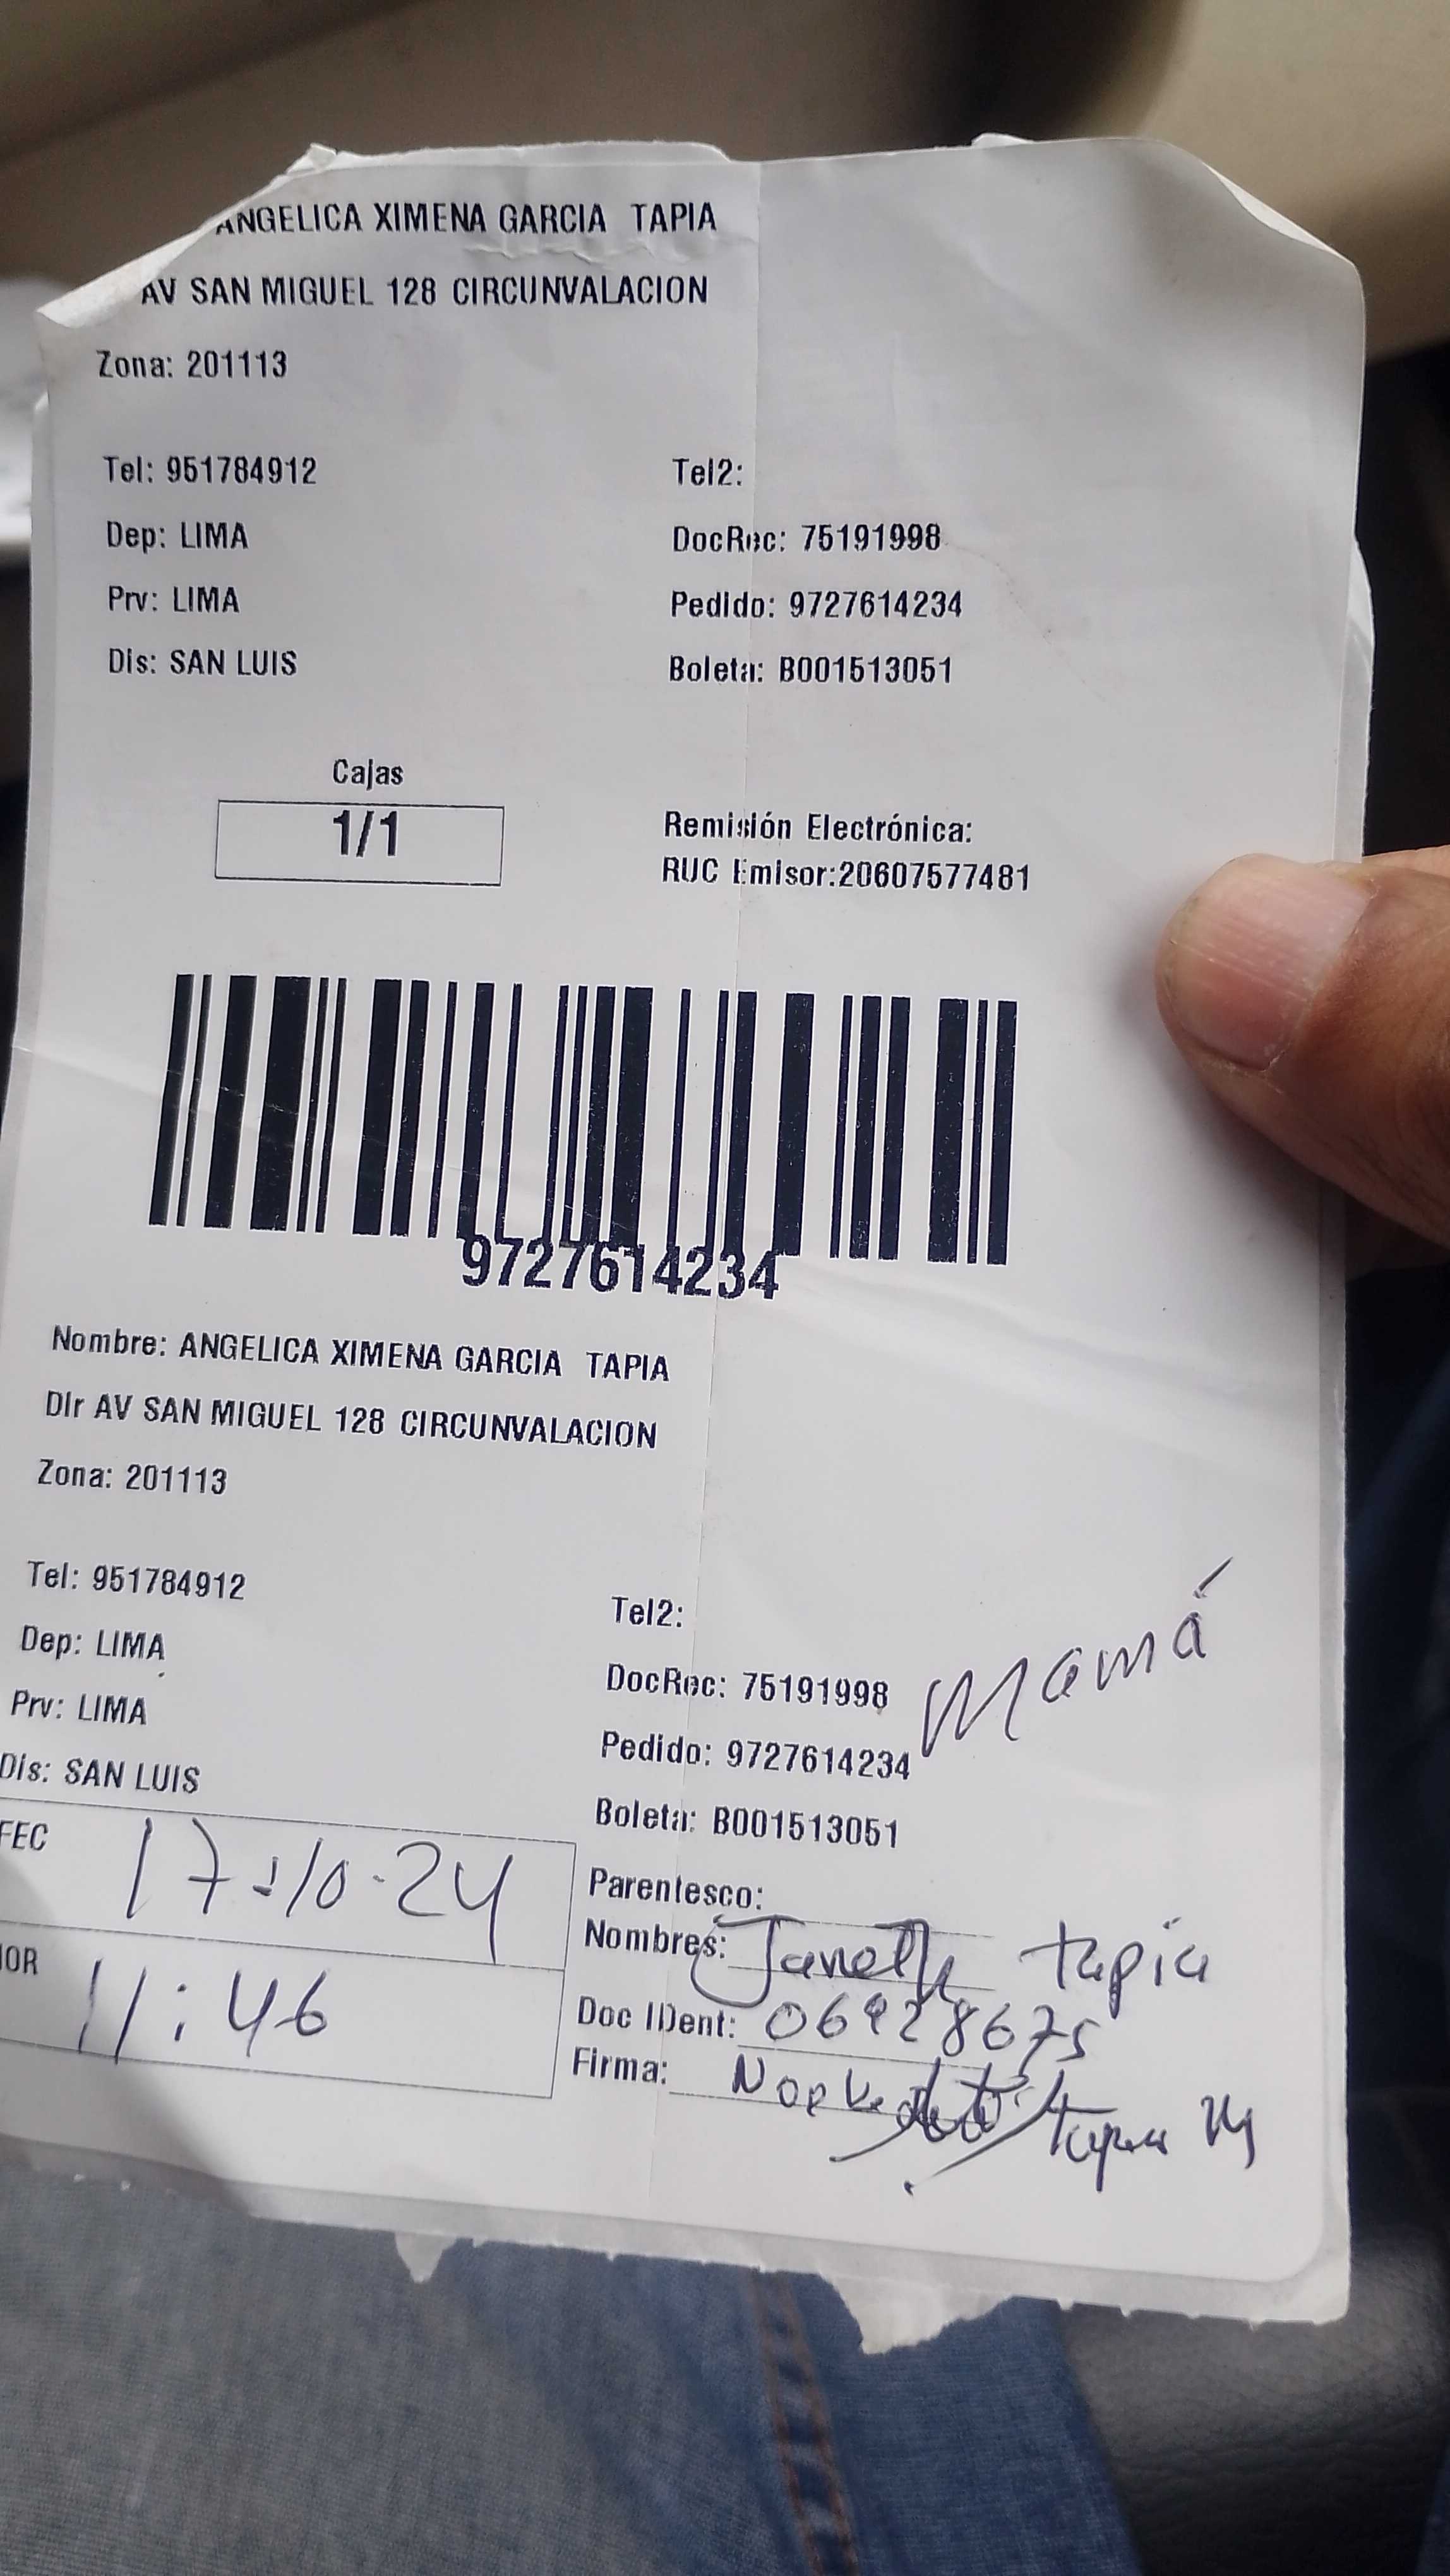 ANGELICA XIMENA GARCIA TAPIA
AV SAN MIGUEL 128 CIRCUNVALACION
Zona: 201113
Tel: 951784912 Tel2:
Dep: LIMA DocRec: 75191998
Prv: LIMA Pedido: 9727614234
Dis: SAN LUIS Boleta: B001513051
Cajas
1/1
Remisión Electrónica:
RUC Emisor:20607577481
9727614234
Nombre: ANGELICA XIMENA GARCIA TAPIA
Dir AV SAN MIGUEL 128 CIRCUNVALACION
Zona: 201113
Tel: 951784912 Tel2:
Dep: LIMA DocRec: 75191998
Mamá
Prv: LIMA Pedido: 9727614234
Dis: SAN LUIS Boleta: B001513051
FEC 17-10-24
HOR 11:46
Parentesco:
Nombres: Janeth tapia
Doc IDent: 06928675
Firma: